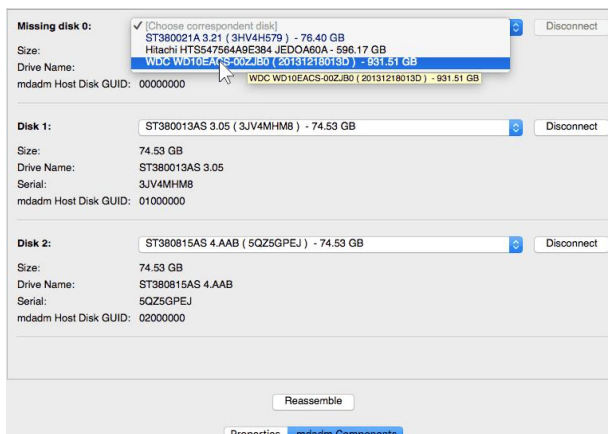 Missing disk 0:
✓ [Choose correspondent disk]
Disconnect
ST380021A 3.21 ( 3HV4H579 ) - 76.40 GB
Size:
Hitachi HTS547564A9E384 JEDOA60A - 596.17 GB
Drive Name:
WDC WD10EACS-00ZJB0 ( 20131218013D ) - 931.51 GB
WDC WD10EACS-00ZJB0 ( 20131218013D ) - 931.51 GB
mdadm Host Disk GUID: 00000000
Disk 1: ST380013AS 3.05 ( 3JV4MHM8 ) - 74.53 GB Disconnect
Size: 74.53 GB
Drive Name: ST380013AS 3.05
Serial: 3JV4MHM8
mdadm Host Disk GUID: 01000000
Disk 2: ST380815AS 4.AAB ( 5QZ5GPEJ ) - 74.53 GB Disconnect
Size: 74.53 GB
Drive Name: ST380815AS 4.AAB
Serial: 5QZ5GPEJ
mdadm Host Disk GUID: 02000000
Reassemble
Properties mdadm Components